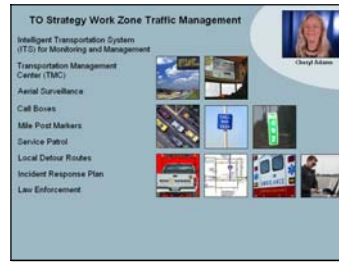 TO Strategy Work Zone Traffic Management
Cheryl Adams
Intelligent Transportation System
(ITS) for Monitoring and Management
Transportation Management
Center (TMC)
Aerial Surveillance
Call Boxes
Mile Post Markers
Service Patrol
Local Detour Routes
Incident Response Plan
Law Enforcement